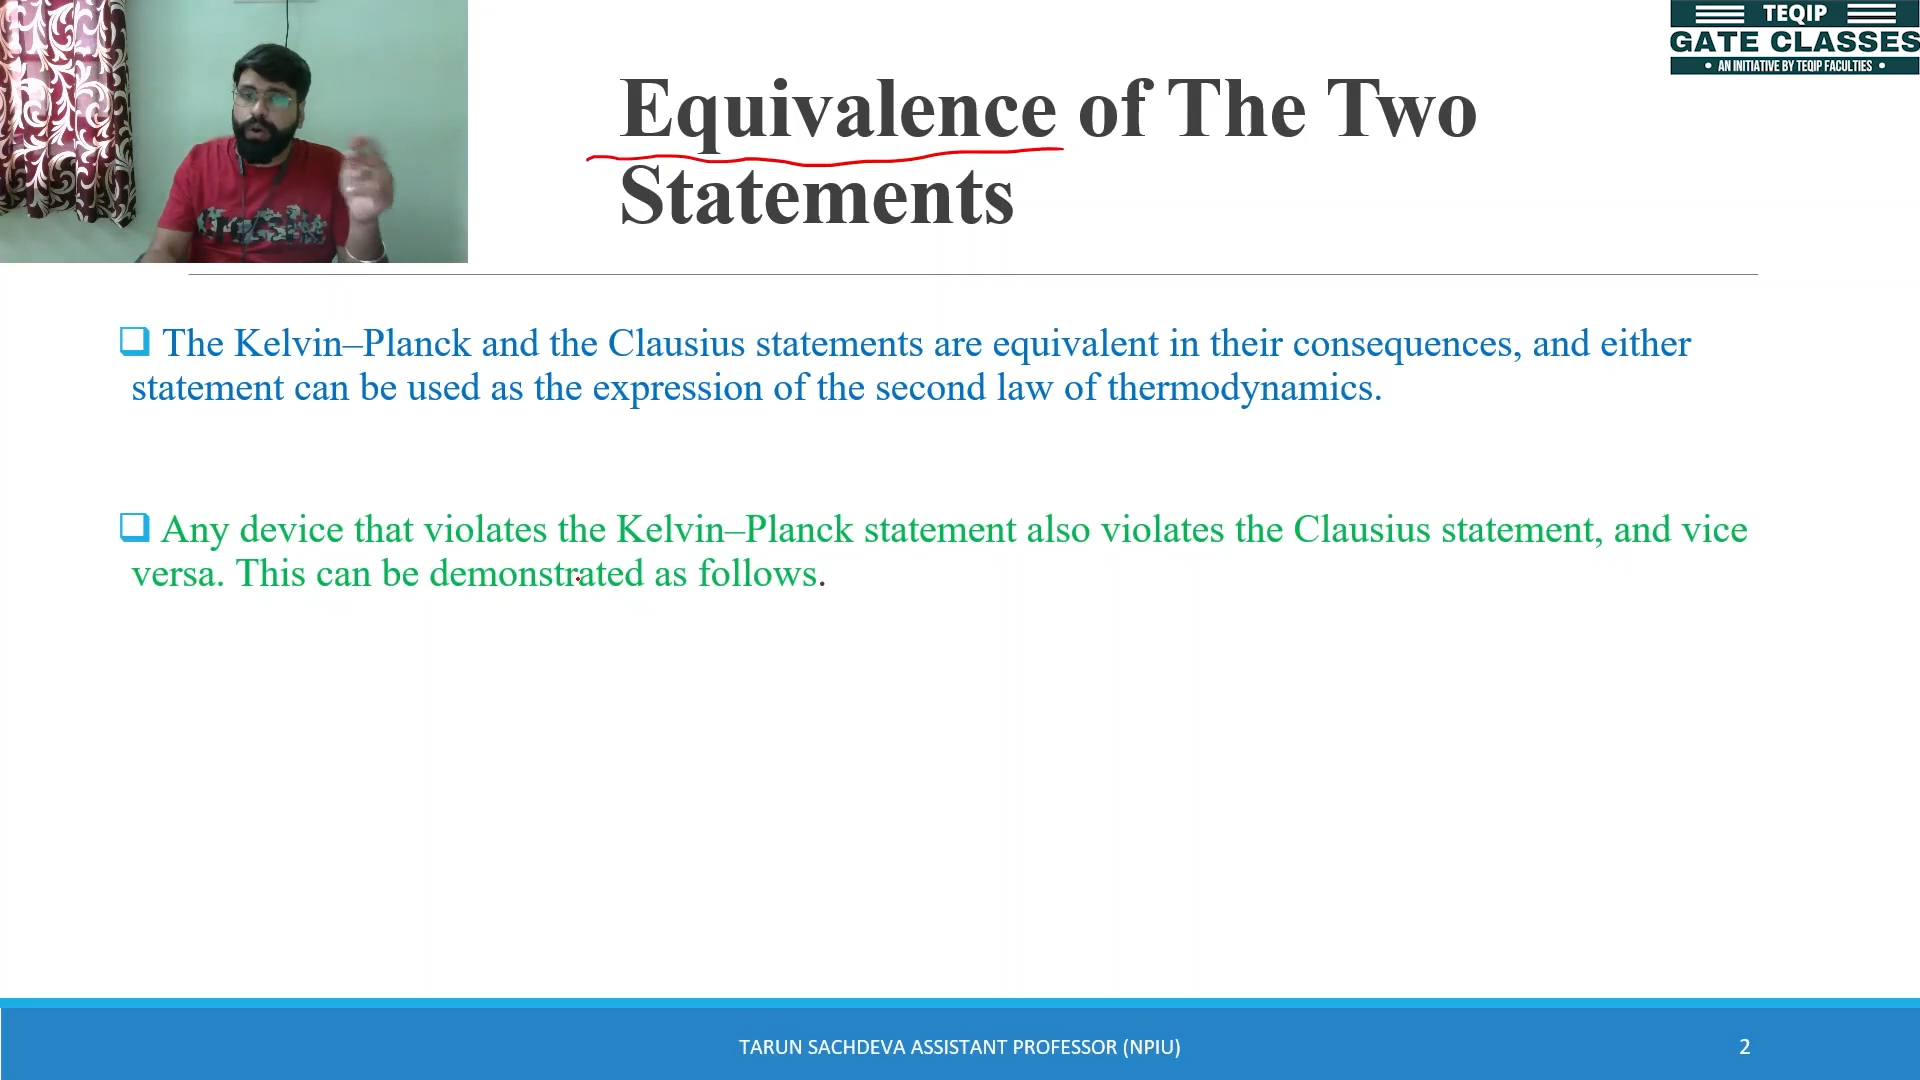 TEQIP
GATE CLASSES
• AN INITIATIVE BY TEQIP FACULTIES •
Equivalence of The Two
Statements
❑ The Kelvin–Planck and the Clausius statements are equivalent in their consequences, and either
statement can be used as the expression of the second law of thermodynamics.
❑ Any device that violates the Kelvin–Planck statement also violates the Clausius statement, and vice
versa. This can be demonstrated as follows.
TARUN SACHDEVA ASSISTANT PROFESSOR (NPIU)
2